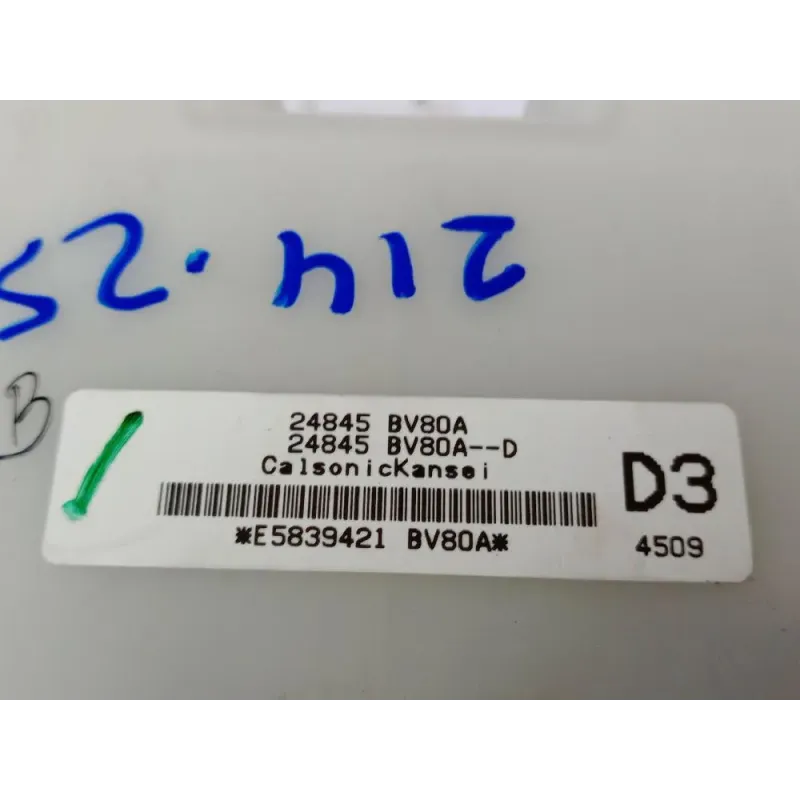 214.25
B
24845 BV80A
24845 BV80A--D
CalsonicKansei
D3
*E5839421 BV80A*
4509